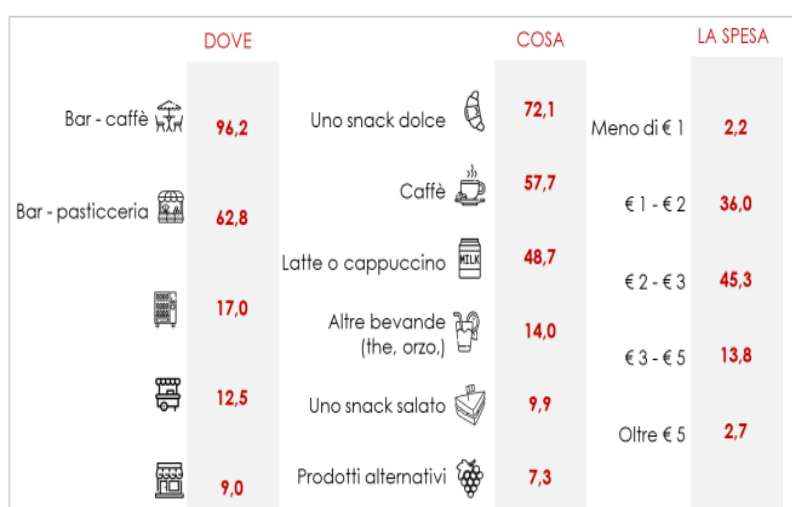 DOVE
Bar - caffè 96,2
Bar - pasticceria 62,8
17,0
12,5
9,0
COSA
Uno snack dolce 72,1
Caffè 57,7
Latte o cappuccino MILK 48,7
Altre bevande
(the, orzo,) 14,0
Uno snack salato 9,9
Prodotti alternativi 7,3
LA SPESA
Meno di € 1 2,2
€ 1 - € 2 36,0
€ 2 - € 3 45,3
€ 3 - € 5 13,8
Oltre € 5 2,7